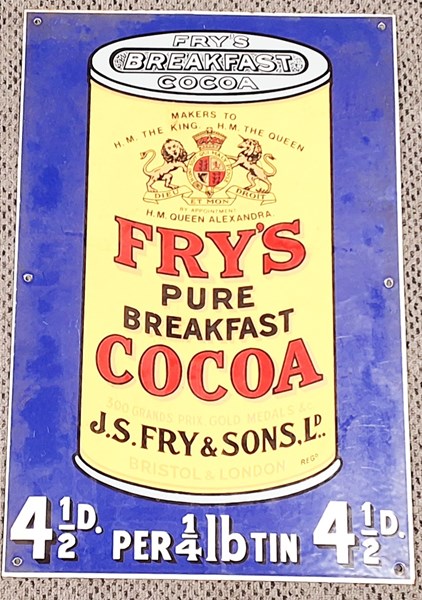 FRY'S
BREAKFAST
COCOA
MAKERS TO
H.M. THE KING. H.M. THE QUEEN
DIEU ET MON DROIT
BY APPOINTMENT
H.M. QUEEN ALEXANDRA
FRY'S
PURE
BREAKFAST
COCOA
300 GRANDS PRIX, GOLD MEDALS &c
J.S. FRY & SONS, LD.
BRISTOL & LONDON REGD
4½D. PER ¼lb TIN 4½D.